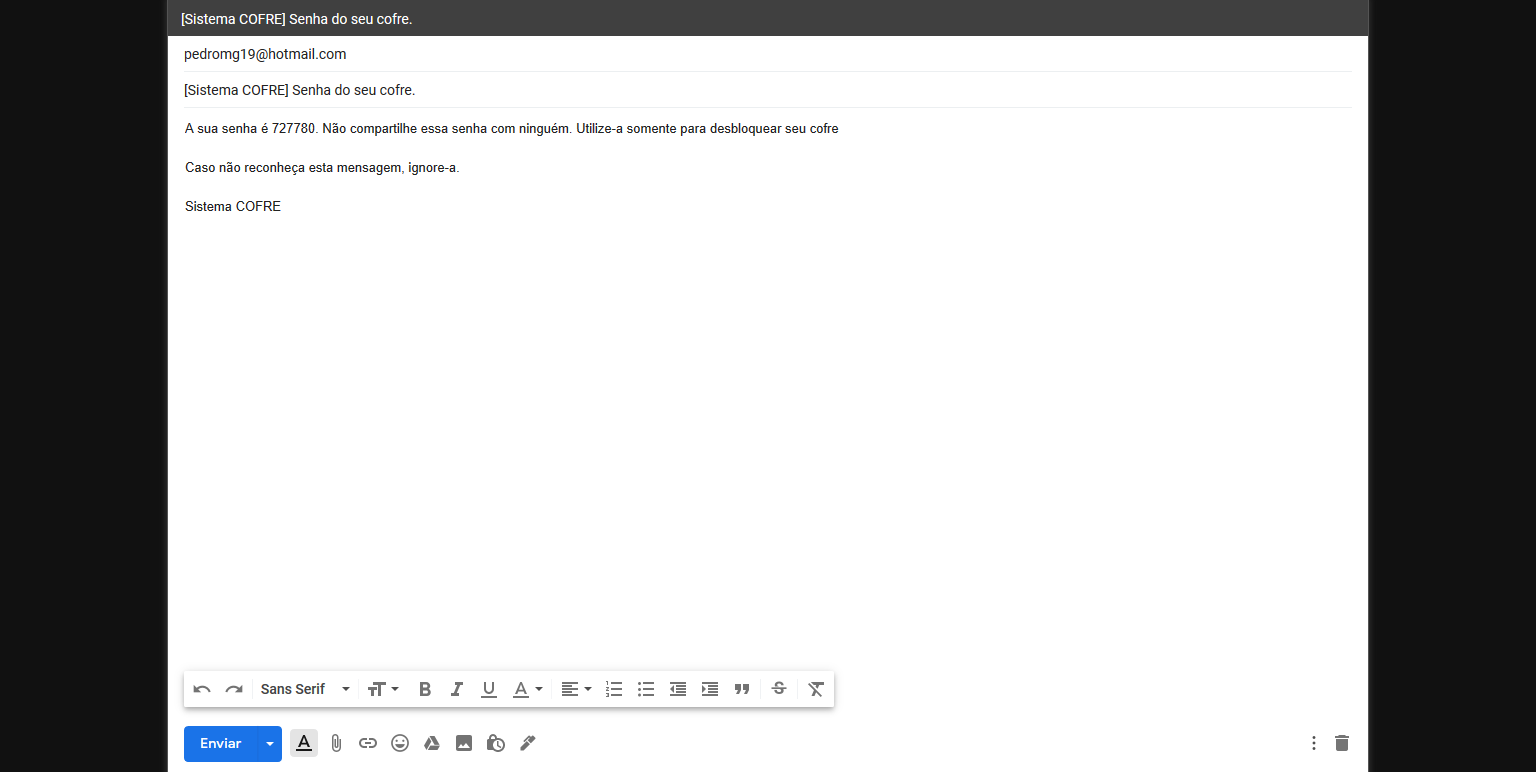 [Sistema COFRE] Senha do seu cofre.
pedromg19@hotmail.com
[Sistema COFRE] Senha do seu cofre.
A sua senha é 727780. Não compartilhe essa senha com ninguém. Utilize-a somente para desbloquear seu cofre
Caso não reconheça esta mensagem, ignore-a.
Sistema COFRE
Sans Serif
Enviar